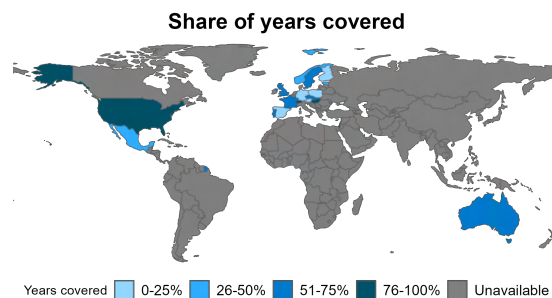 Share of years covered
Years covered 0-25% 26-50% 51-75% 76-100% Unavailable